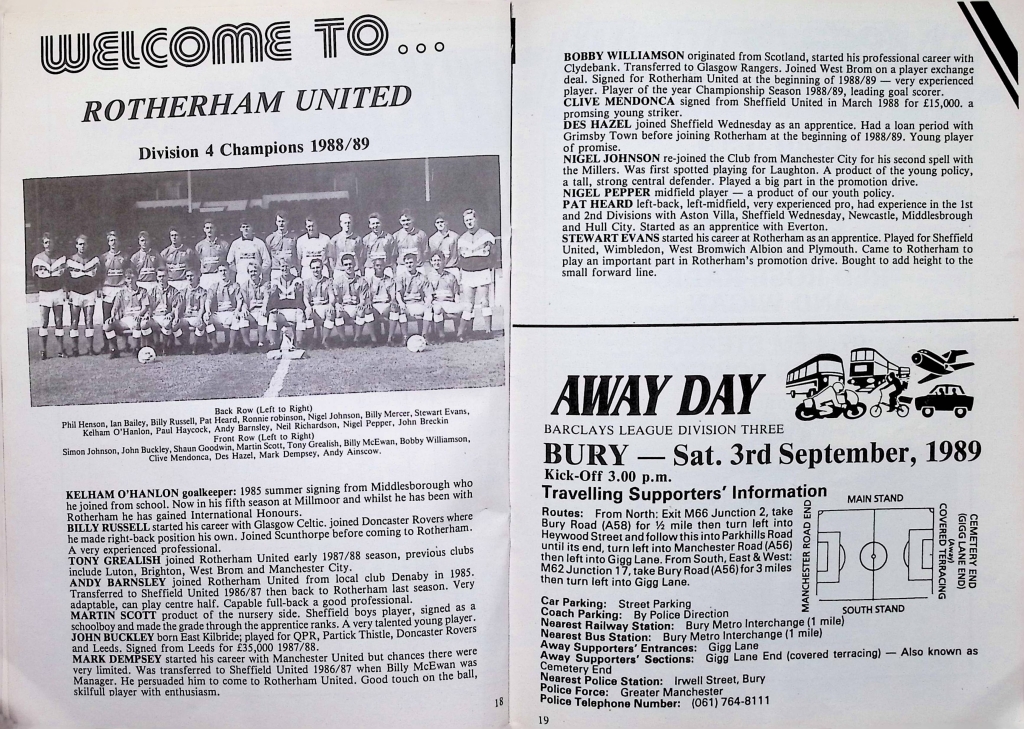 WELCOME TO...
ROTHERHAM UNITED
Division 4 Champions 1988/89
Back Row (Left to Right)
Phil Henson, Ian Bailey, Billy Russell, Pat Heard, Ronnie robinson, Nigel Johnson, Billy Mercer, Stewart Evans,
Kelham O'Hanlon, Paul Haycock, Andy Barnsley, Neil Richardson, Nigel Pepper, John Breckin
Front Row (Left to Right)
Simon Johnson, John Buckley, Shaun Goodwin, Martin Scott, Tony Grealish, Billy McEwan, Bobby Williamson,
Clive Mendonca, Des Hazel, Mark Dempsey, Andy Ainscow.
KELHAM O'HANLON goalkeeper: 1985 summer signing from Middlesborough who
he joined from school. Now in his fifth season at Millmoor and whilst he has been with
Rotherham he has gained International Honours.
BILLY RUSSELL started his career with Glasgow Celtic. joined Doncaster Rovers where
he made right-back position his own. Joined Scunthorpe before coming to Rotherham.
A very experienced professional.
TONY GREALISH joined Rotherham United early 1987/88 season, previous clubs
include Luton, Brighton, West Brom and Manchester City.
ANDY BARNSLEY joined Rotherham United from local club Denaby in 1985.
Transferred to Sheffield United 1986/87 then back to Rotherham last season. Very
adaptable, can play centre half. Capable full-back a good professional.
MARTIN SCOTT product of the nursery side. Sheffield boys player, signed as a
schoolboy and made the grade through the apprentice ranks. A very talented young player.
JOHN BUCKLEY born East Kilbride; played for QPR, Partick Thistle, Doncaster Rovers
and Leeds. Signed from Leeds for £35,000 1987/88.
MARK DEMPSEY started his career with Manchester United but chances there were
very limited. Was transferred to Sheffield United 1986/87 when Billy McEwan was
Manager. He persuaded him to come to Rotherham United. Good touch on the ball,
skilfull player with enthusiasm.
18
BOBBY WILLIAMSON originated from Scotland, started his professional career with
Clydebank. Transferred to Glasgow Rangers. Joined West Brom on a player exchange
deal. Signed for Rotherham United at the beginning of 1988/89 — very experienced
player. Player of the year Championship Season 1988/89, leading goal scorer.
CLIVE MENDONCA signed from Sheffield United in March 1988 for £15,000. a
promsing young striker.
DES HAZEL joined Sheffield Wednesday as an apprentice. Had a loan period with
Grimsby Town before joining Rotherham at the beginning of 1988/89. Young player
of promise.
NIGEL JOHNSON re-joined the Club from Manchester City for his second spell with
the Millers. Was first spotted playing for Laughton. A product of the young policy,
a tall, strong central defender. Played a big part in the promotion drive.
NIGEL PEPPER midfield player — a product of our youth policy.
PAT HEARD left-back, left-midfield, very experienced pro, had experience in the 1st
and 2nd Divisions with Aston Villa, Sheffield Wednesday, Newcastle, Middlesbrough
and Hull City. Started as an apprentice with Everton.
STEWART EVANS started his career at Rotherham as an apprentice. Played for Sheffield
United, Wimbledon, West Bromwich Albion and Plymouth. Came to Rotherham to
play an important part in Rotherham's promotion drive. Bought to add height to the
small forward line.
AWAY DAY
BARCLAYS LEAGUE DIVISION THREE
BURY — Sat. 3rd September, 1989
Kick-Off 3.00 p.m.
Travelling Supporters' Information
Routes: From North: Exit M66 Junction 2, take
Bury Road (A58) for ½ mile then turn left into
Heywood Street and follow this into Parkhills Road
until its end, turn left into Manchester Road (A56)
then left into Gigg Lane. From South, East & West:
M62 Junction 17, take Bury Road (A56) for 3 miles
then turn left into Gigg Lane.
MAIN STAND
MANCHESTER ROAD END
COVERED TERRACING
(Away)
(GIGG LANE END)
CEMETERY END
SOUTH STAND
Car Parking: Street Parking
Coach Parking: By Police Direction
Nearest Railway Station: Bury Metro Interchange (1 mile)
Nearest Bus Station: Bury Metro Interchange (1 mile)
Away Supporters' Entrances: Gigg Lane
Away Supporters' Sections: Gigg Lane End (covered terracing) — Also known as
Cemetery End
Nearest Police Station: Irwell Street, Bury
Police Force: Greater Manchester
Police Telephone Number: (061) 764-8111
19